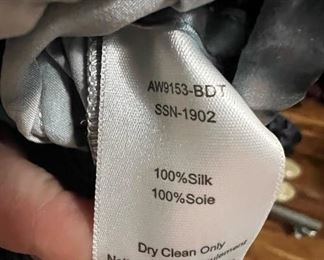 AW9153-BDT
SSN-1902
100%Silk
100%Soie
Dry Clean Only